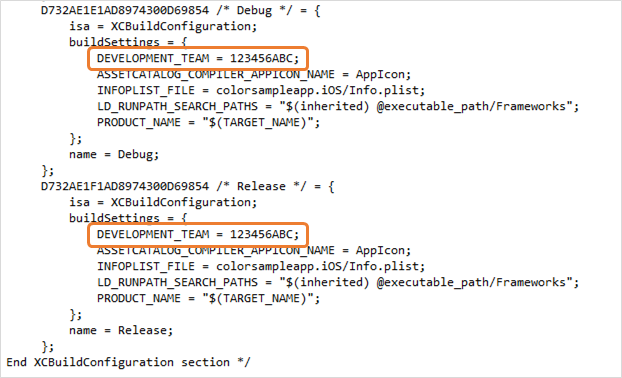 D732AE1E1AD8974300D69854 /* Debug */ = {
isa = XCBuildConfiguration;
buildSettings = {
DEVELOPMENT_TEAM = 123456ABC;
ASSETCATALOG_COMPILER_APPICON_NAME = AppIcon;
INFOPLIST_FILE = colorsampleapp.iOS/Info.plist;
LD_RUNPATH_SEARCH_PATHS = "$(inherited) @executable_path/Frameworks";
PRODUCT_NAME = "$(TARGET_NAME)";
};
name = Debug;
};
D732AE1F1AD8974300D69854 /* Release */ = {
isa = XCBuildConfiguration;
buildSettings = {
DEVELOPMENT_TEAM = 123456ABC;
ASSETCATALOG_COMPILER_APPICON_NAME = AppIcon;
INFOPLIST_FILE = colorsampleapp.iOS/Info.plist;
LD_RUNPATH_SEARCH_PATHS = "$(inherited) @executable_path/Frameworks";
PRODUCT_NAME = "$(TARGET_NAME)";
};
name = Release;
};
End XCBuildConfiguration section */